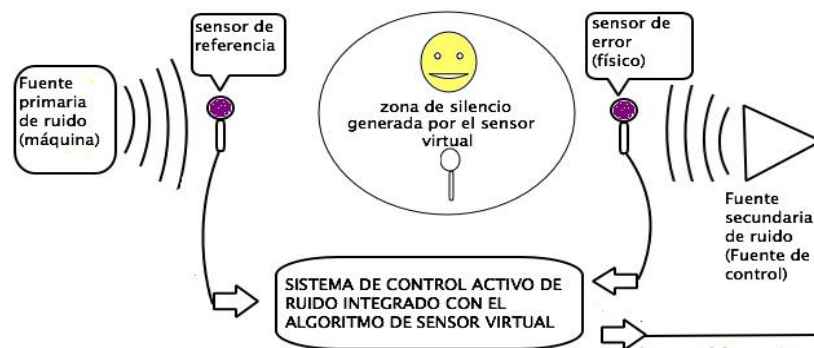 Fuente
primaria
de ruido
(máquina)
sensor de
referencia
zona de silencio
generada por el sensor
virtual
sensor de
error
(físico)
Fuente
secundaria
de ruido
(Fuente de
control)
SISTEMA DE CONTROL ACTIVO DE
RUIDO INTEGRADO CON EL
ALGORITMO DE SENSOR VIRTUAL